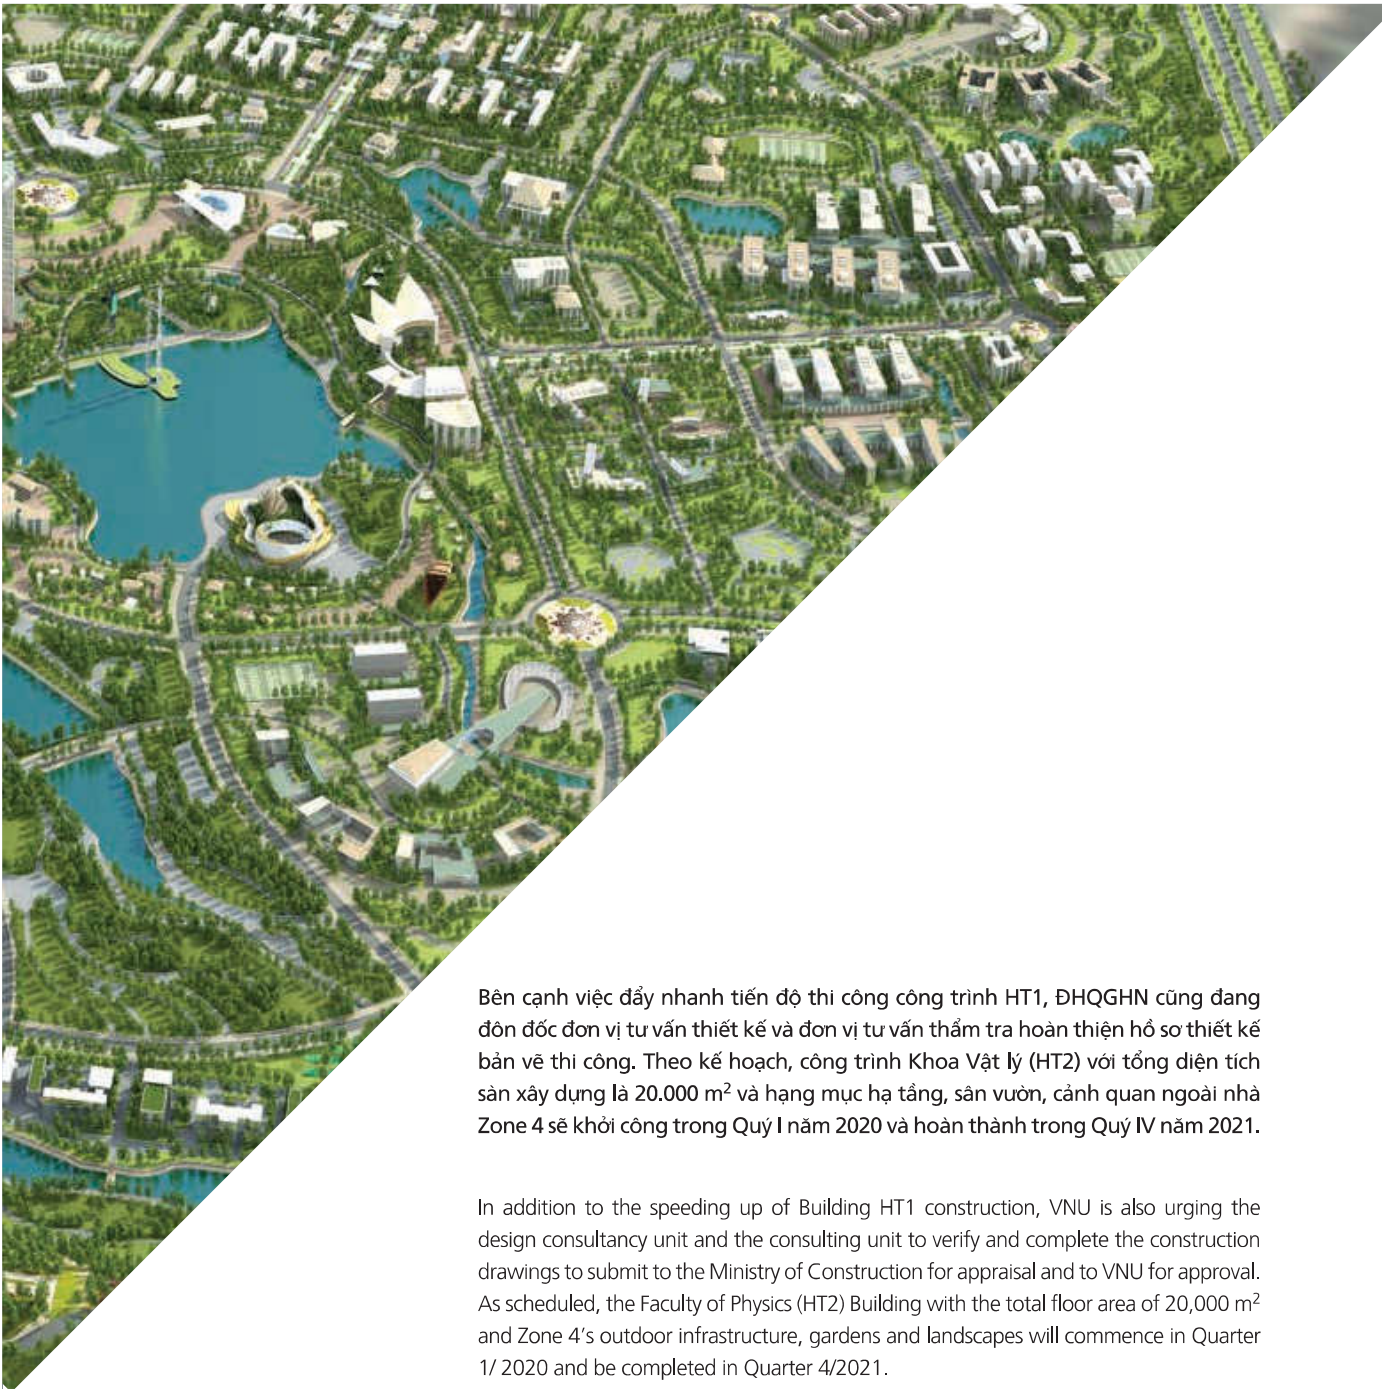 Bên cạnh việc đẩy nhanh tiến độ thi công công trình HT1, ĐHQGHN cũng đang
đôn đốc đơn vị tư vấn thiết kế và đơn vị tư vấn thẩm tra hoàn thiện hồ sơ thiết kế
bản vẽ thi công. Theo kế hoạch, công trình Khoa Vật lý (HT2) với tổng diện tích
sàn xây dựng là 20.000 m² và hạng mục hạ tầng, sân vườn, cảnh quan ngoài nhà
Zone 4 sẽ khởi công trong Quý I năm 2020 và hoàn thành trong Quý IV năm 2021.
In addition to the speeding up of Building HT1 construction, VNU is also urging the
design consultancy unit and the consulting unit to verify and complete the construction
drawings to submit to the Ministry of Construction for appraisal and to VNU for approval.
As scheduled, the Faculty of Physics (HT2) Building with the total floor area of 20,000 m²
and Zone 4's outdoor infrastructure, gardens and landscapes will commence in Quarter
1/ 2020 and be completed in Quarter 4/2021.